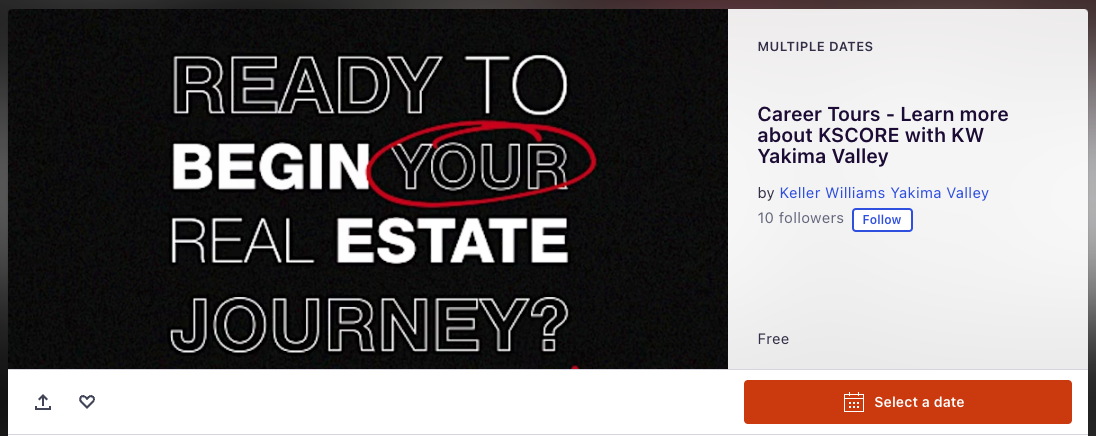 READY TO
BEGIN YOUR
REAL ESTATE
JOURNEY?
MULTIPLE DATES
Career Tours - Learn more
about KSCORE with KW
Yakima Valley
by Keller Williams Yakima Valley
10 followers Follow
Free
Select a date